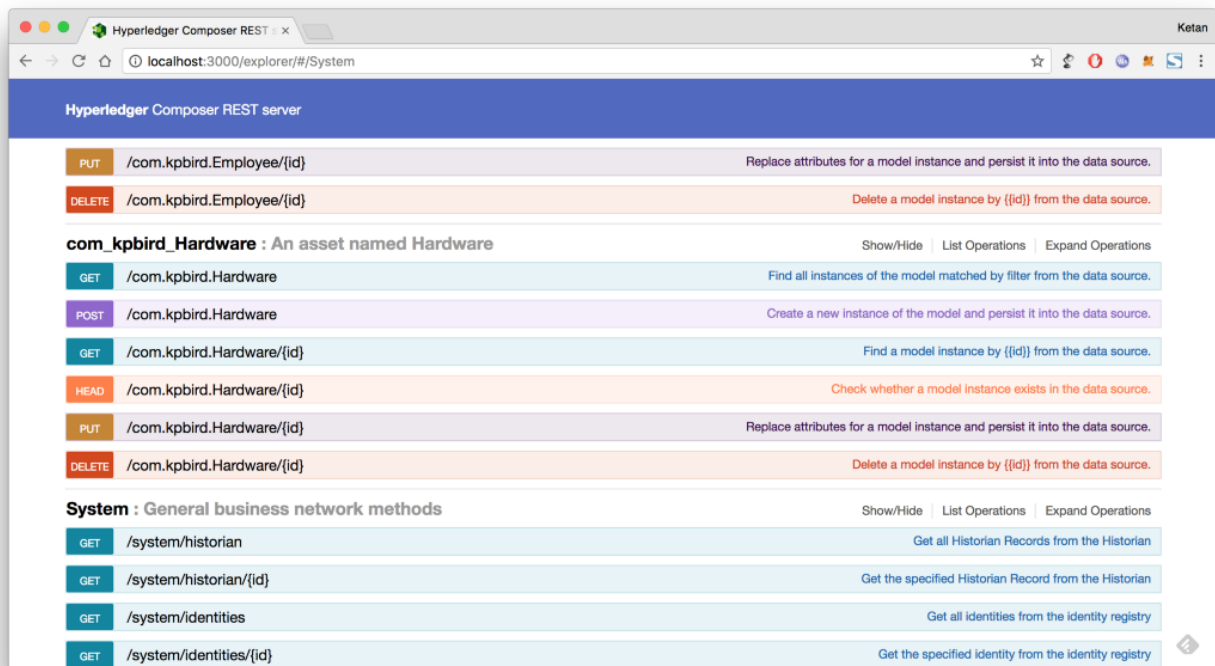 Hyperledger Composer REST s
Ketan
localhost:3000/explorer/#/System
Hyperledger Composer REST server
PUT /com.kpbird.Employee/{id} Replace attributes for a model instance and persist it into the data source.
DELETE /com.kpbird.Employee/{id} Delete a model instance by {{id}} from the data source.
com_kpbird_Hardware : An asset named Hardware Show/Hide List Operations Expand Operations
GET /com.kpbird.Hardware Find all instances of the model matched by filter from the data source.
POST /com.kpbird.Hardware Create a new instance of the model and persist it into the data source.
GET /com.kpbird.Hardware/{id} Find a model instance by {{id}} from the data source.
HEAD /com.kpbird.Hardware/{id} Check whether a model instance exists in the data source.
PUT /com.kpbird.Hardware/{id} Replace attributes for a model instance and persist it into the data source.
DELETE /com.kpbird.Hardware/{id} Delete a model instance by {{id}} from the data source.
System : General business network methods Show/Hide List Operations Expand Operations
GET /system/historian Get all Historian Records from the Historian
GET /system/historian/{id} Get the specified Historian Record from the Historian
GET /system/identities Get all identities from the identity registry
GET /system/identities/{id} Get the specified identity from the identity registry